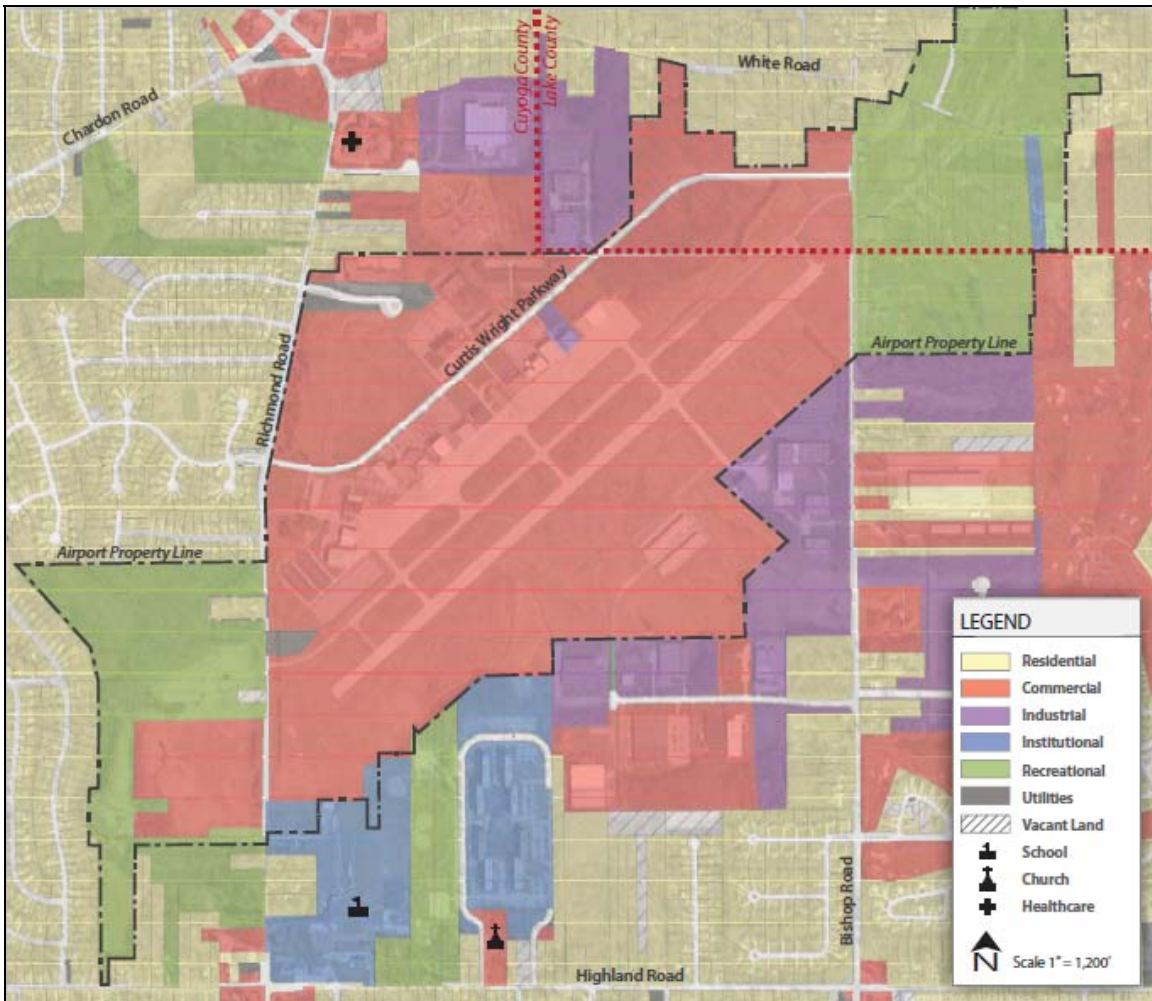 Cuyoga County
Lake County
White Road
Chardon Road
Curtis Wright Parkway
Richmond Road
Airport Property Line
Airport Property Line
Bishop Road
Highland Road
LEGEND
Residential
Commercial
Industrial
Institutional
Recreational
Utilities
Vacant Land
School
Church
Healthcare
N
Scale 1" = 1,200'